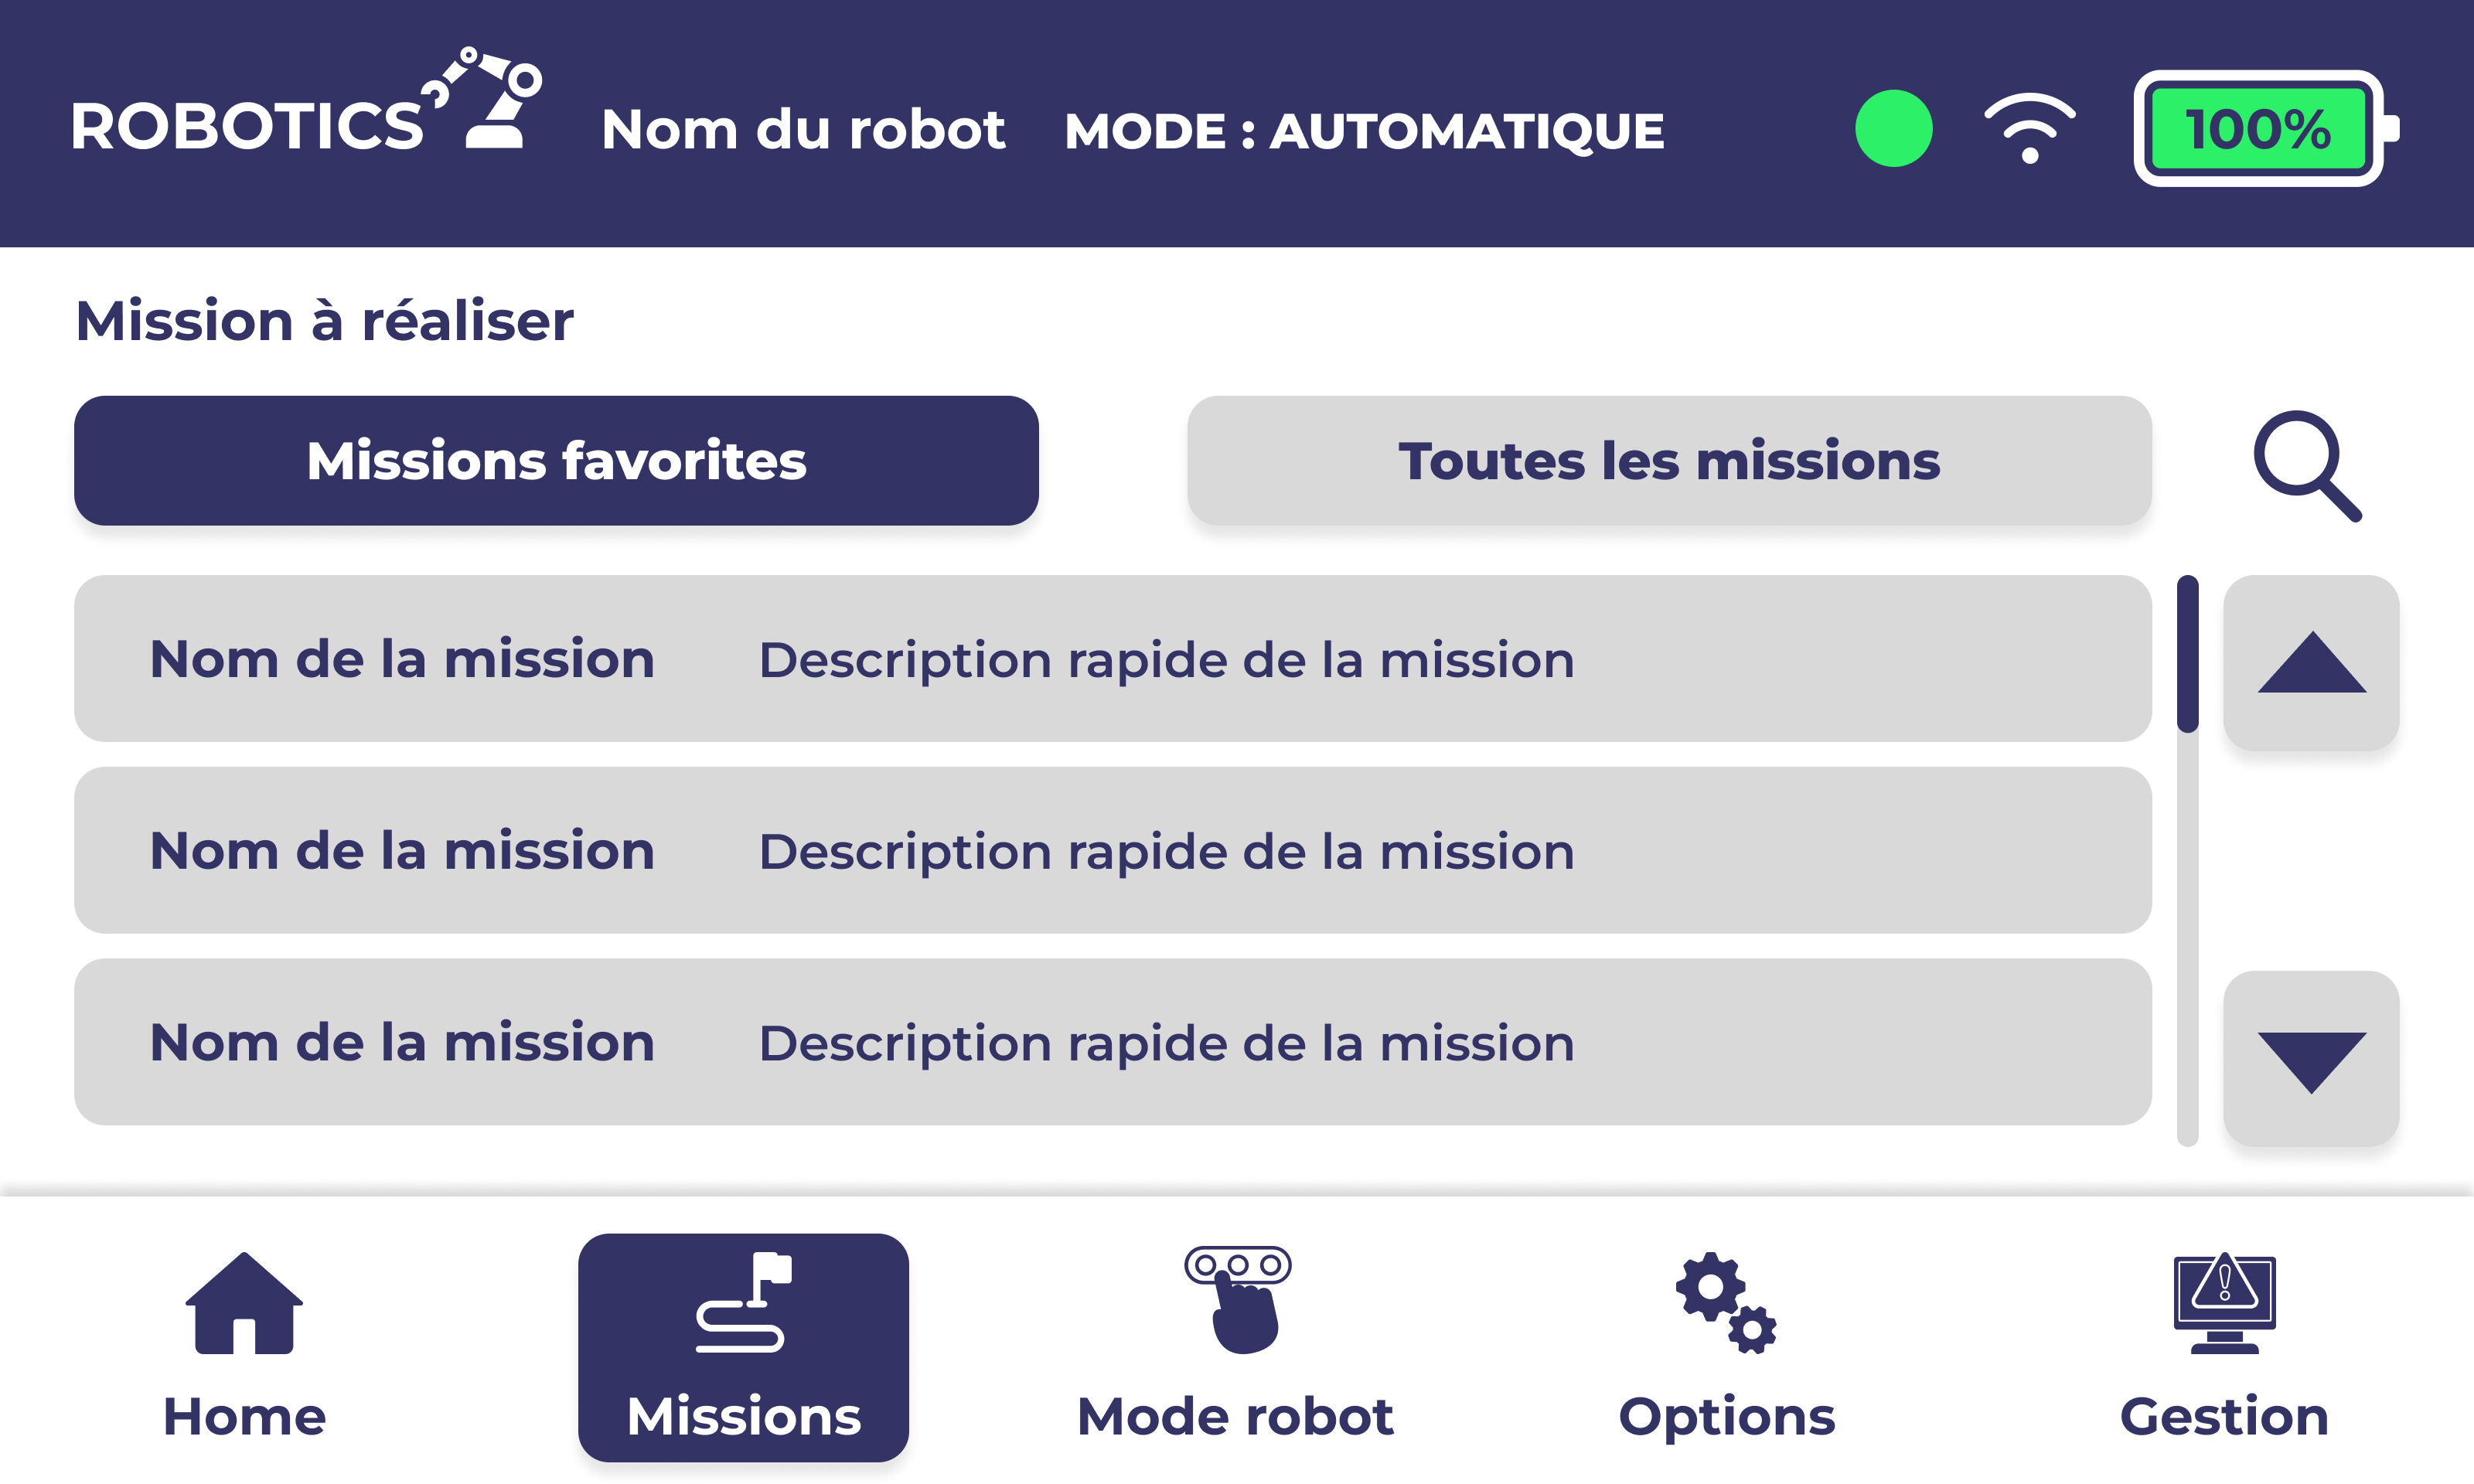 ROBOTICS Nom du robot MODE : AUTOMATIQUE 100%
Mission à réaliser
Missions favorites Toutes les missions
Nom de la mission Description rapide de la mission
Nom de la mission Description rapide de la mission
Nom de la mission Description rapide de la mission
Home Missions Mode robot Options Gestion